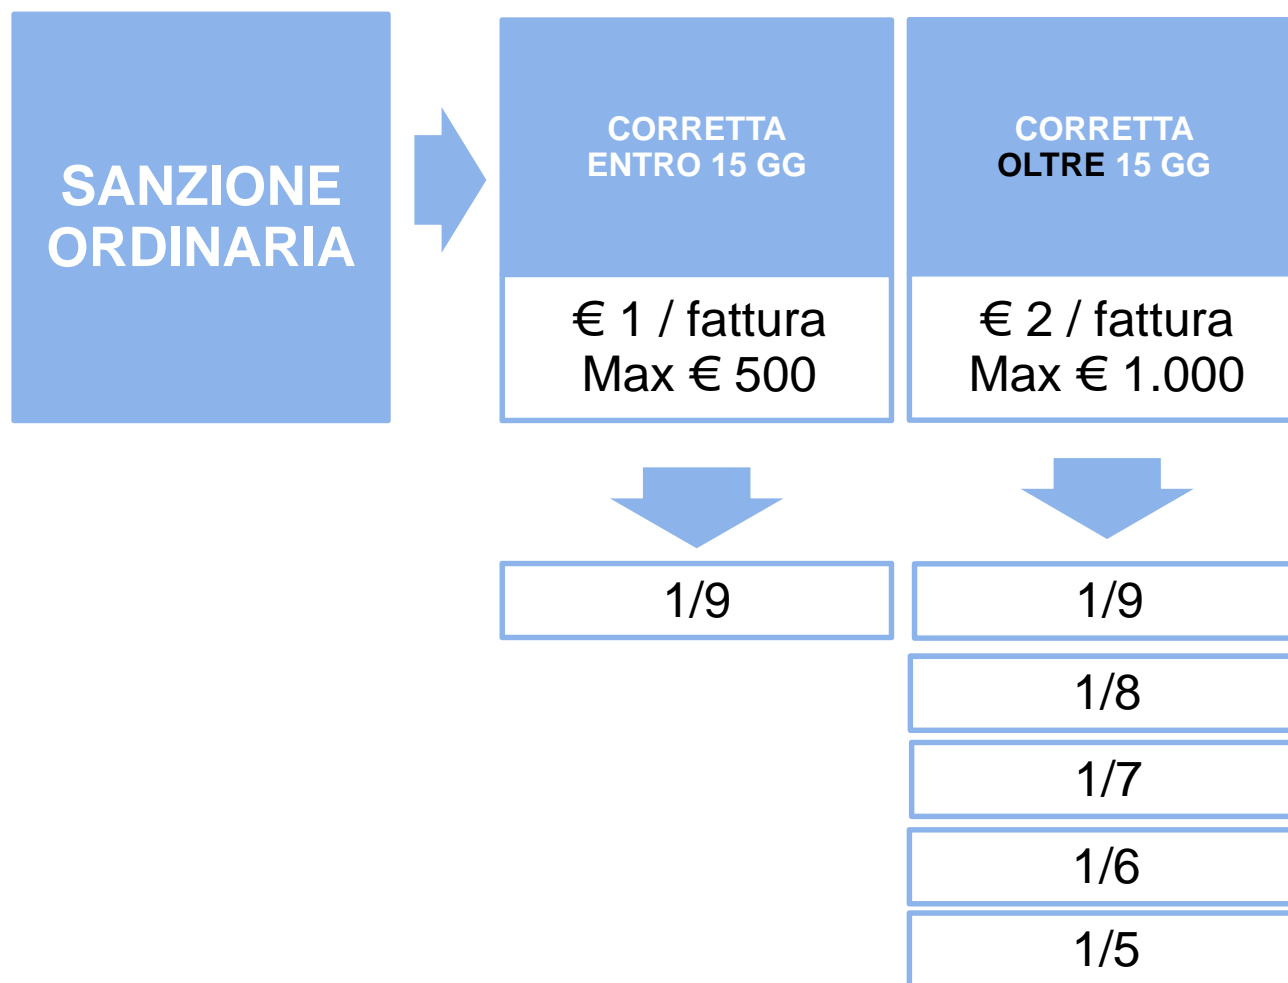 SANZIONE
ORDINARIA
CORRETTA
ENTRO 15 GG
€ 1 / fattura
Max € 500
1/9
CORRETTA
OLTRE 15 GG
€ 2 / fattura
Max € 1.000
1/9
1/8
1/7
1/6
1/5